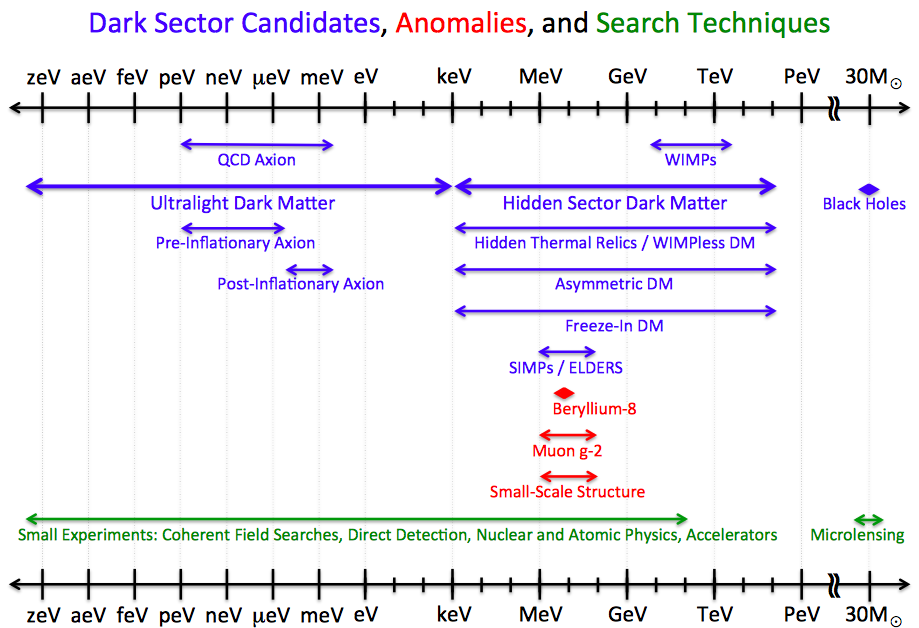 Dark Sector Candidates, Anomalies, and Search Techniques
zeV aeV feV peV neV μeV meV eV keV MeV GeV TeV PeV 30M☉
QCD Axion WIMPs
Ultralight Dark Matter Hidden Sector Dark Matter Black Holes
Pre-Inflationary Axion Hidden Thermal Relics / WIMPless DM
Post-Inflationary Axion Asymmetric DM
Freeze-In DM
SIMPs / ELDERS
Beryllium-8
Muon g-2
Small-Scale Structure
Small Experiments: Coherent Field Searches, Direct Detection, Nuclear and Atomic Physics, Accelerators Microlensing
zeV aeV feV peV neV μeV meV eV keV MeV GeV TeV PeV 30M☉